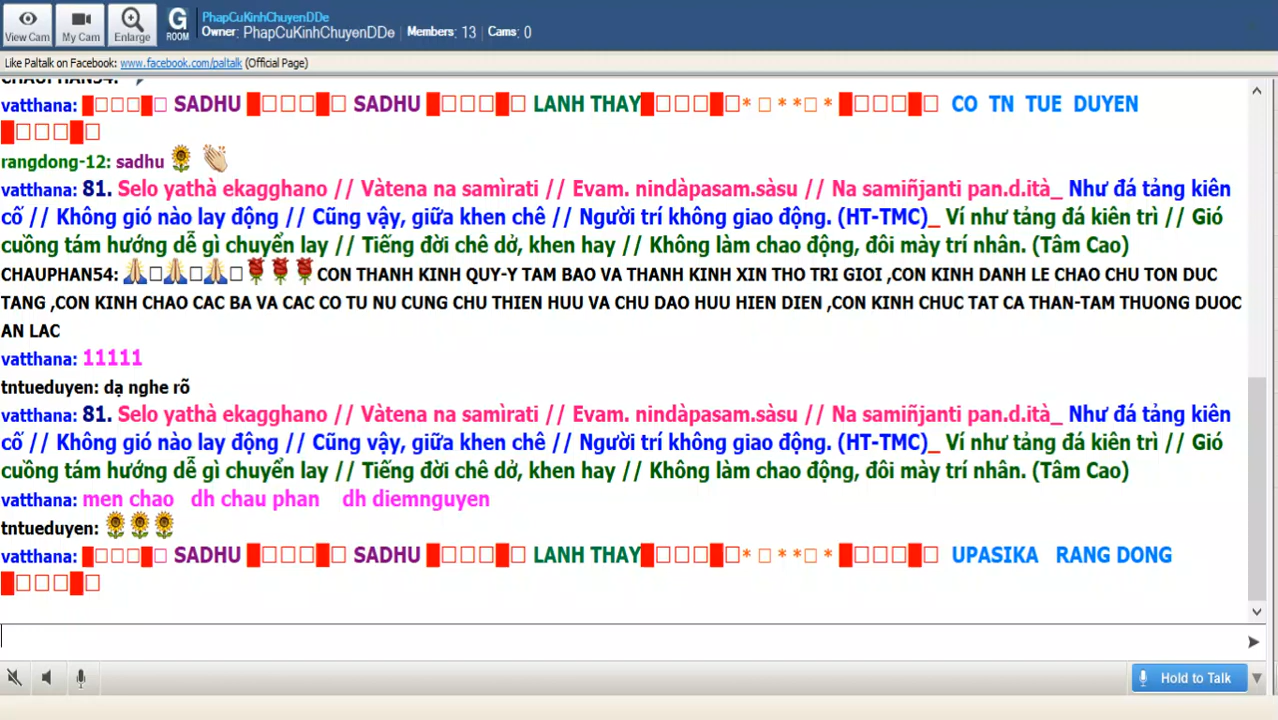 PhapCuKinhChuyenDDe
Owner: PhapCuKinhChuyenDDe Members: 13 Cams: 0
View Cam My Cam Enlarge G ROOM
Like Paltalk on Facebook: www.facebook.com/paltalk (Official Page)
CHAUPHAN54:
vatthana: █□□□█□ SADHU █□□□█□ SADHU █□□□█□ LANH THAY█□□□█□* □ * *□ * █□□□█□ CO TN TUE DUYEN
█□□□█□
rangdong-12: sadhu 🌻 👏
vatthana: 81. Selo yathà ekagghano // Vàtena na samìrati // Evam. nindàpasam.sàsu // Na samiñjanti pan.d.ità_ Như đá tảng kiên
cố // Không gió nào lay động // Cũng vậy, giữa khen chê // Người trí không giao động. (HT-TMC)_ Ví như tảng đá kiên trì // Gió
cuồng tám hướng dễ gì chuyển lay // Tiếng đời chê dở, khen hay // Không làm chao động, đôi mày trí nhân. (Tâm Cao)
CHAUPHAN54: 🙏□🙏□🙏□🌹🌹🌹CON THANH KINH QUY-Y TAM BAO VA THANH KINH XIN THO TRI GIOI ,CON KINH DANH LE CHAO CHU TON DUC
TANG ,CON KINH CHAO CAC BA VA CAC CO TU NU CUNG CHU THIEN HUU VA CHU DAO HUU HIEN DIEN ,CON KINH CHUC TAT CA THAN-TAM THUONG DUOC
AN LAC
vatthana: 11111
tntueduyen: dạ nghe rõ
vatthana: 81. Selo yathà ekagghano // Vàtena na samìrati // Evam. nindàpasam.sàsu // Na samiñjanti pan.d.ità_ Như đá tảng kiên
cố // Không gió nào lay động // Cũng vậy, giữa khen chê // Người trí không giao động. (HT-TMC)_ Ví như tảng đá kiên trì // Gió
cuồng tám hướng dễ gì chuyển lay // Tiếng đời chê dở, khen hay // Không làm chao động, đôi mày trí nhân. (Tâm Cao)
vatthana: men chao dh chau phan dh diemnguyen
tntueduyen: 🌻🌻🌻
vatthana: █□□□█□ SADHU █□□□█□ SADHU █□□□█□ LANH THAY█□□□█□* □ * *□ * █□□□█□ UPASIKA RANG DONG
█□□□█□
Hold to Talk